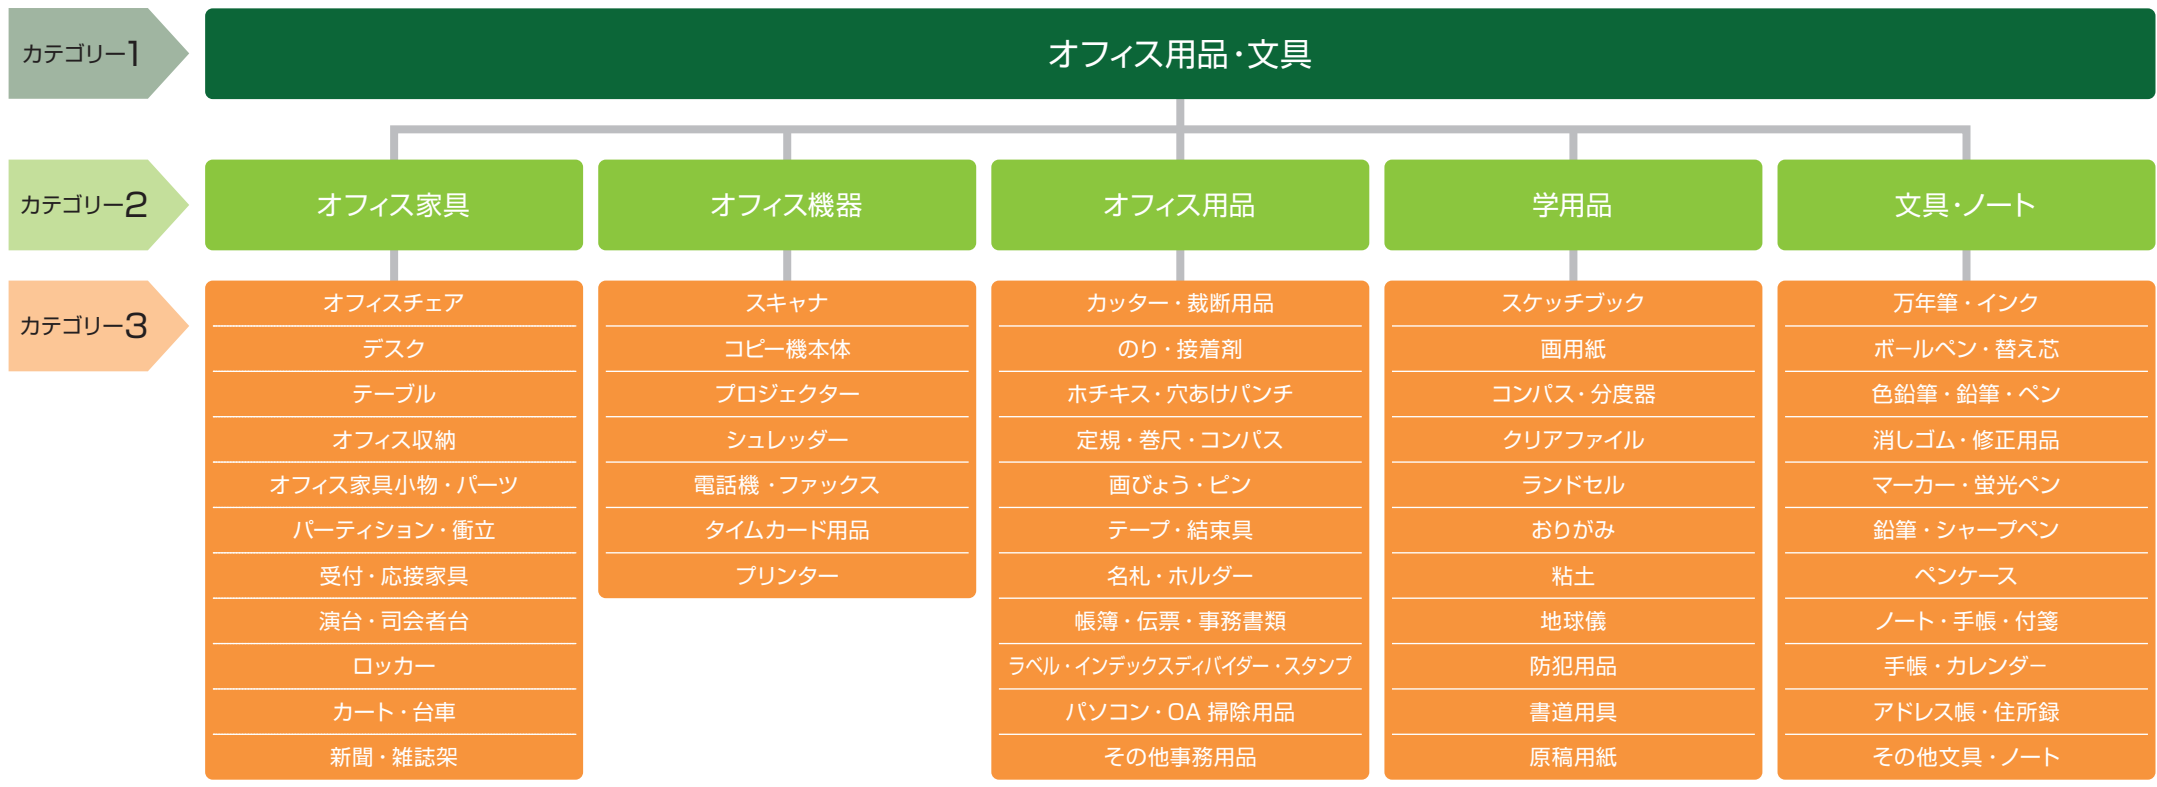 カテゴリー1
オフィス用品・文具
カテゴリー2
オフィス家具
オフィス機器
オフィス用品
学用品
文具・ノート
カテゴリー3
オフィスチェア
デスク
テーブル
オフィス収納
オフィス家具小物・パーツ
パーティション・衝立
受付・応接家具
演台・司会者台
ロッカー
カート・台車
新聞・雑誌架
スキャナ
コピー機本体
プロジェクター
シュレッダー
電話機・ファックス
タイムカード用品
プリンター
カッター・裁断用品
のり・接着剤
ホチキス・穴あけパンチ
定規・巻尺・コンパス
画びょう・ピン
テープ・結束具
名札・ホルダー
帳簿・伝票・事務書類
ラベル・インデックスディバイダー・スタンプ
パソコン・OA 掃除用品
その他事務用品
スケッチブック
画用紙
コンパス・分度器
クリアファイル
ランドセル
おりがみ
粘土
地球儀
防犯用品
書道用具
原稿用紙
万年筆・インク
ボールペン・替え芯
色鉛筆・鉛筆・ペン
消しゴム・修正用品
マーカー・蛍光ペン
鉛筆・シャープペン
ペンケース
ノート・手帳・付箋
手帳・カレンダー
アドレス帳・住所録
その他文具・ノート